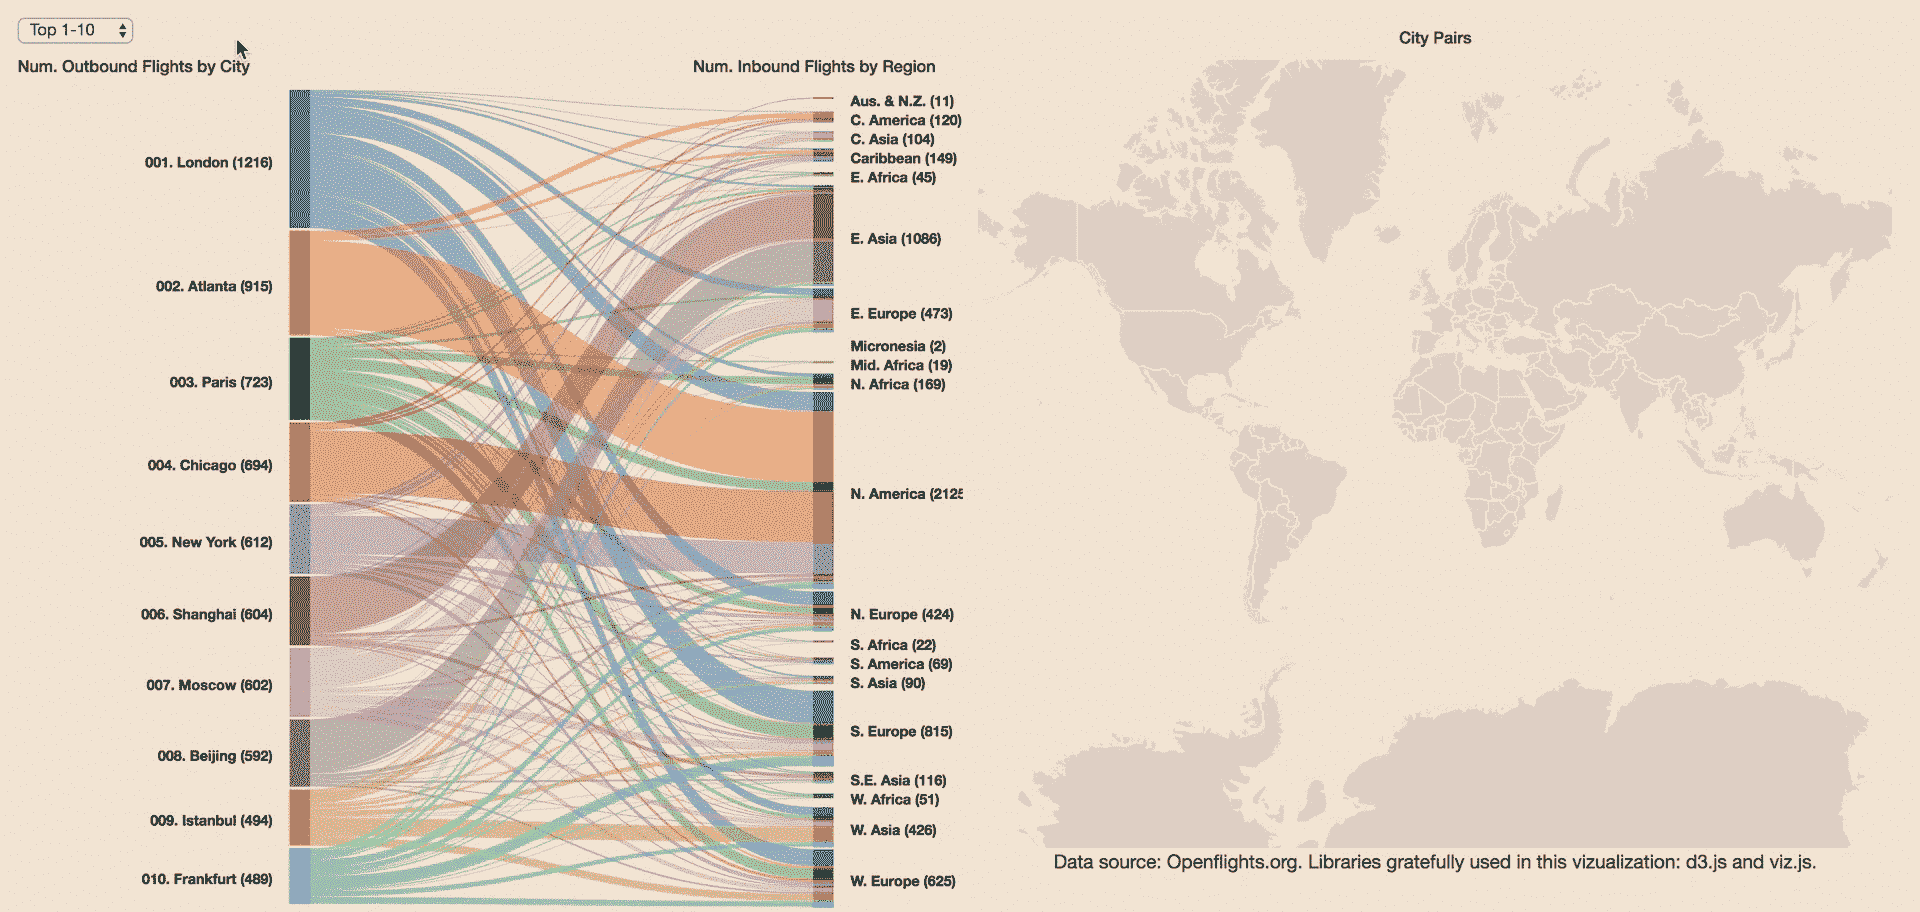 Top 1-10
Num. Outbound Flights by City
Num. Inbound Flights by Region
City Pairs
001. London (1216)
002. Atlanta (915)
003. Paris (723)
004. Chicago (694)
005. New York (612)
006. Shanghai (604)
007. Moscow (602)
008. Beijing (592)
009. Istanbul (494)
010. Frankfurt (489)
Aus. & N.Z. (11)
C. America (120)
C. Asia (104)
Caribbean (149)
E. Africa (45)
E. Asia (1086)
E. Europe (473)
Micronesia (2)
Mid. Africa (19)
N. Africa (169)
N. America (2125
N. Europe (424)
S. Africa (22)
S. America (69)
S. Asia (90)
S. Europe (815)
S.E. Asia (116)
W. Africa (51)
W. Asia (426)
W. Europe (625)
Data source: Openflights.org. Libraries gratefully used in this vizualization: d3.js and viz.js.